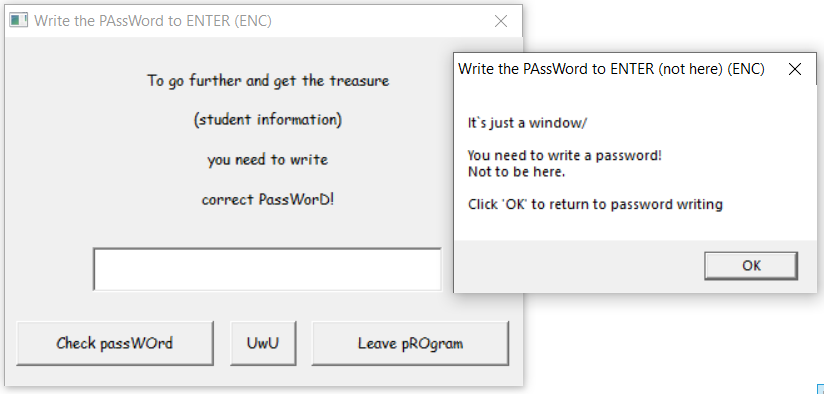 Write the PAssWord to ENTER (ENC)
To go further and get the treasure
(student information)
you need to write
correct PassWorD!
Check passWOrd
UwU
Leave pROgram
Write the PAssWord to ENTER (not here) (ENC)
It`s just a window/
You need to write a password!
Not to be here.
Click 'OK' to return to password writing
OK